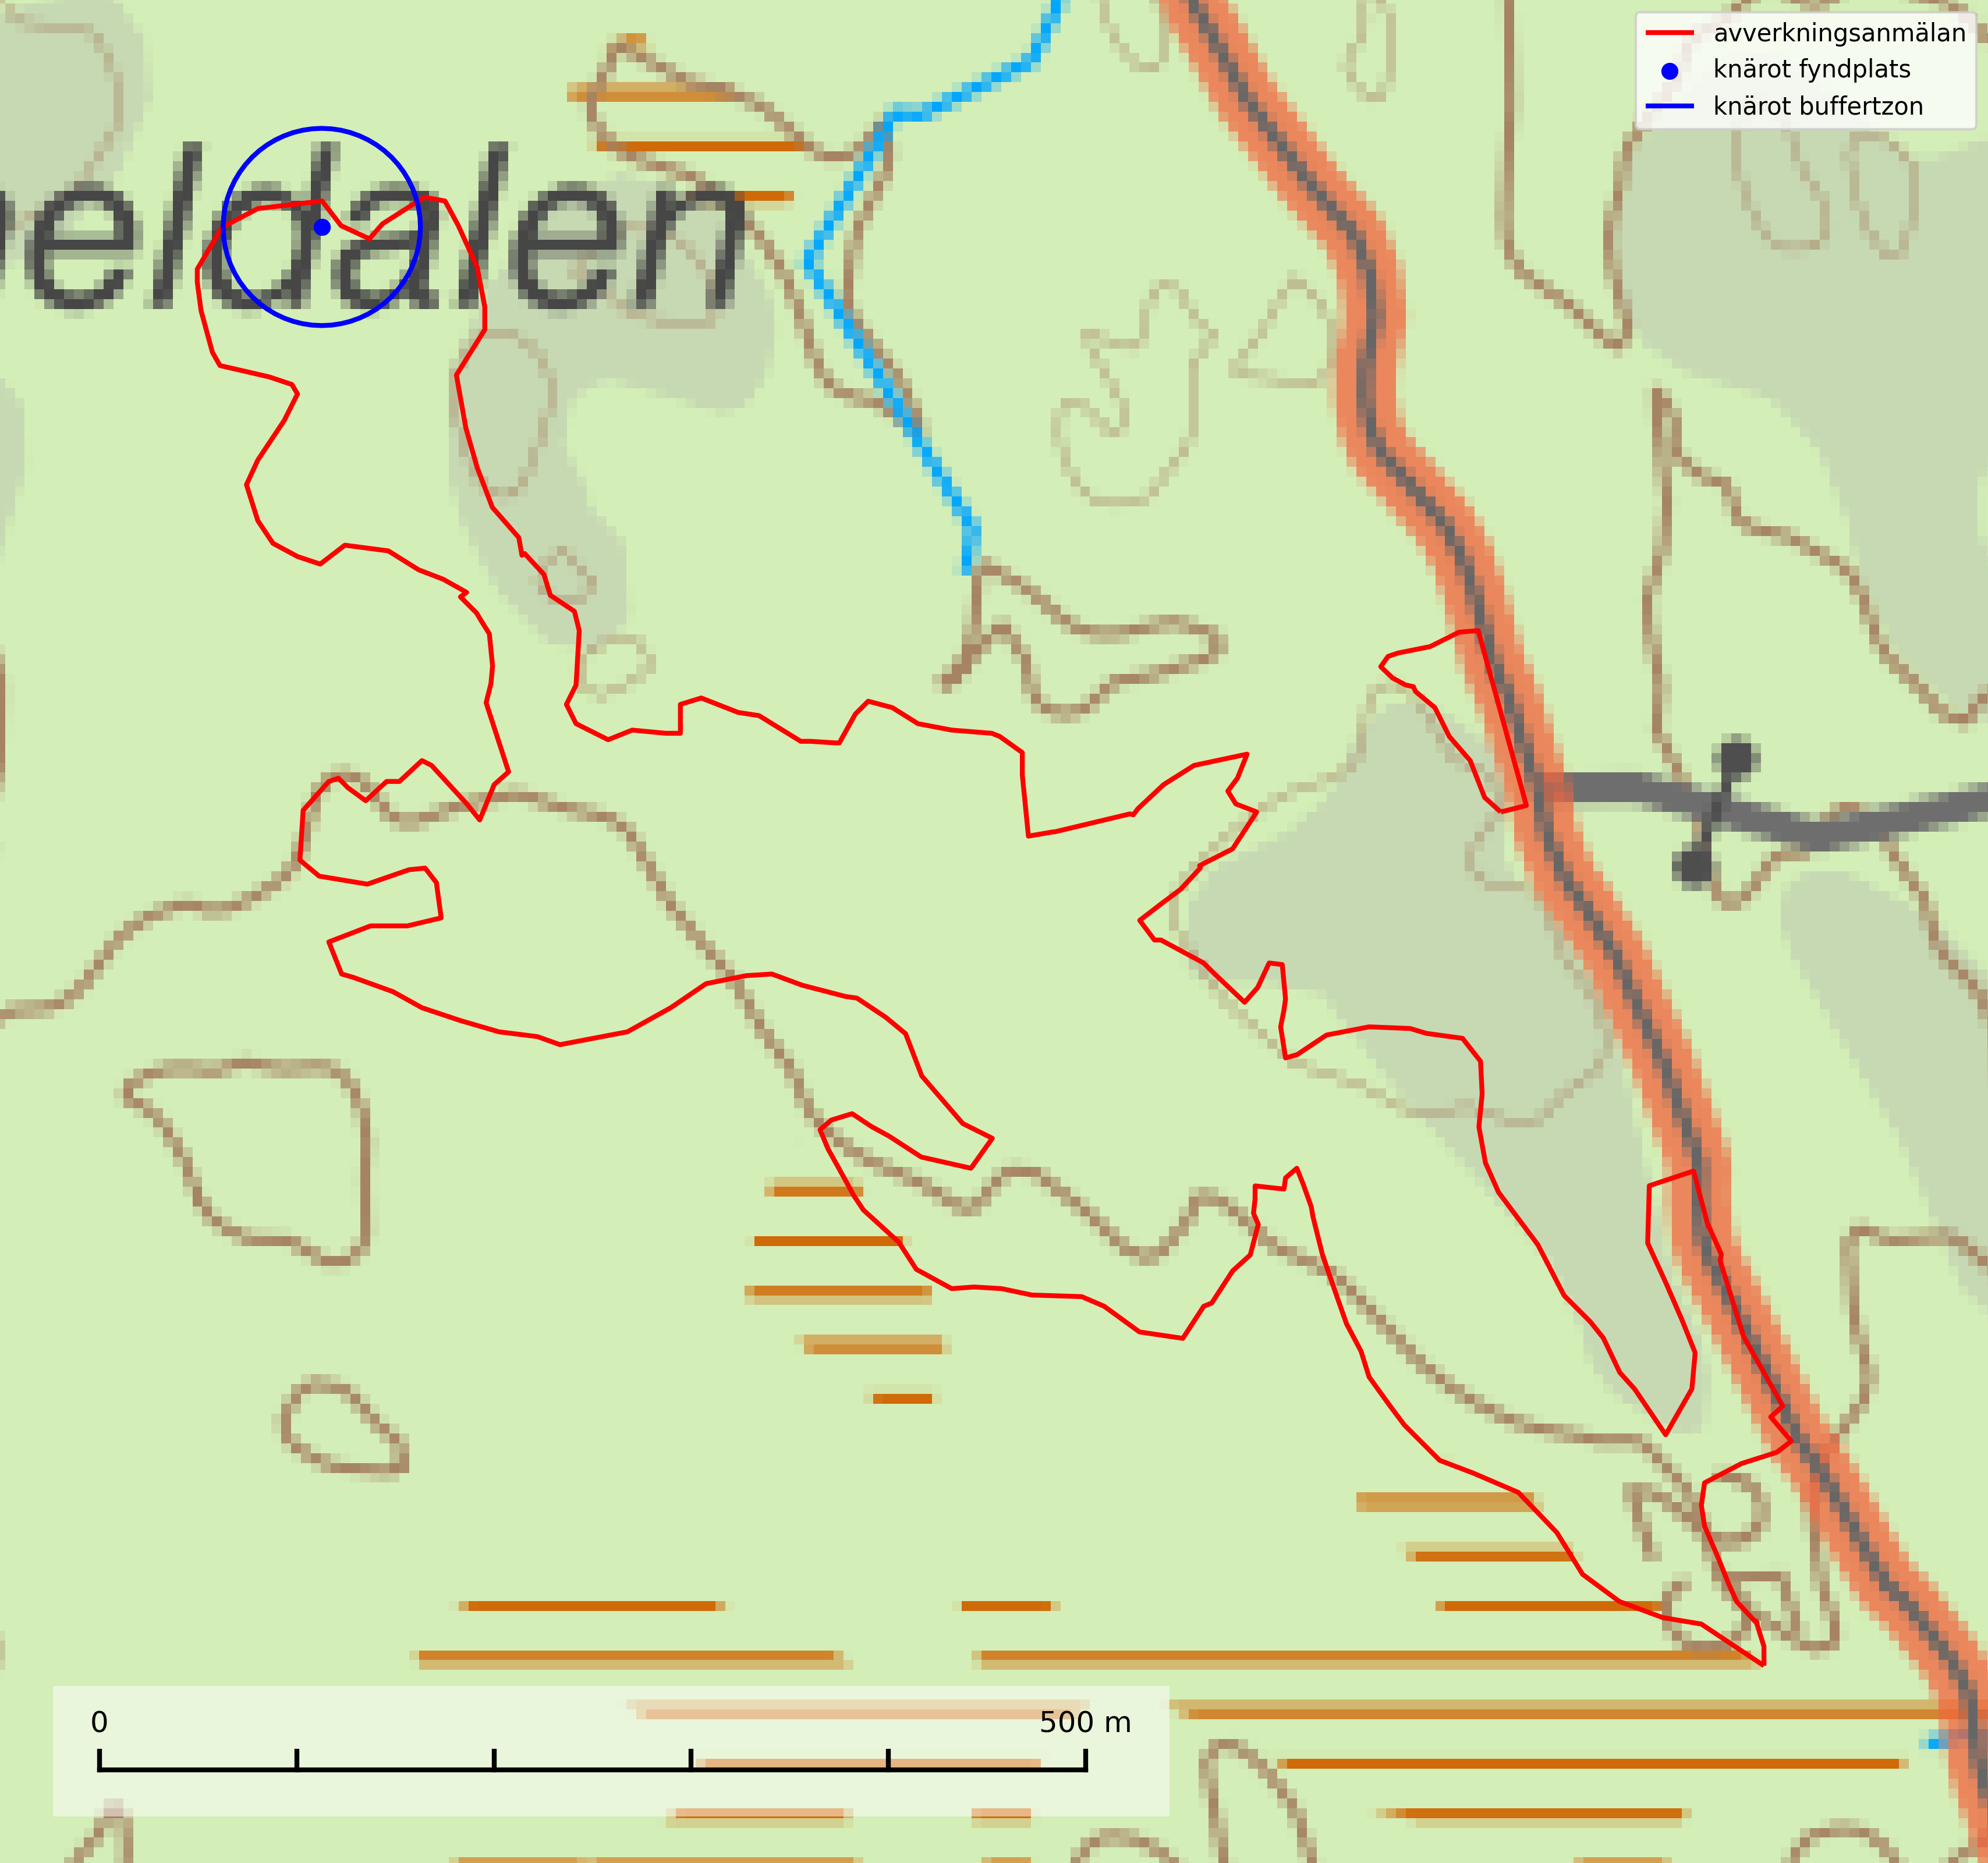 avverkningsanmälan
knärot fyndplats
knärot buffertzon
eldalen
0 500 m